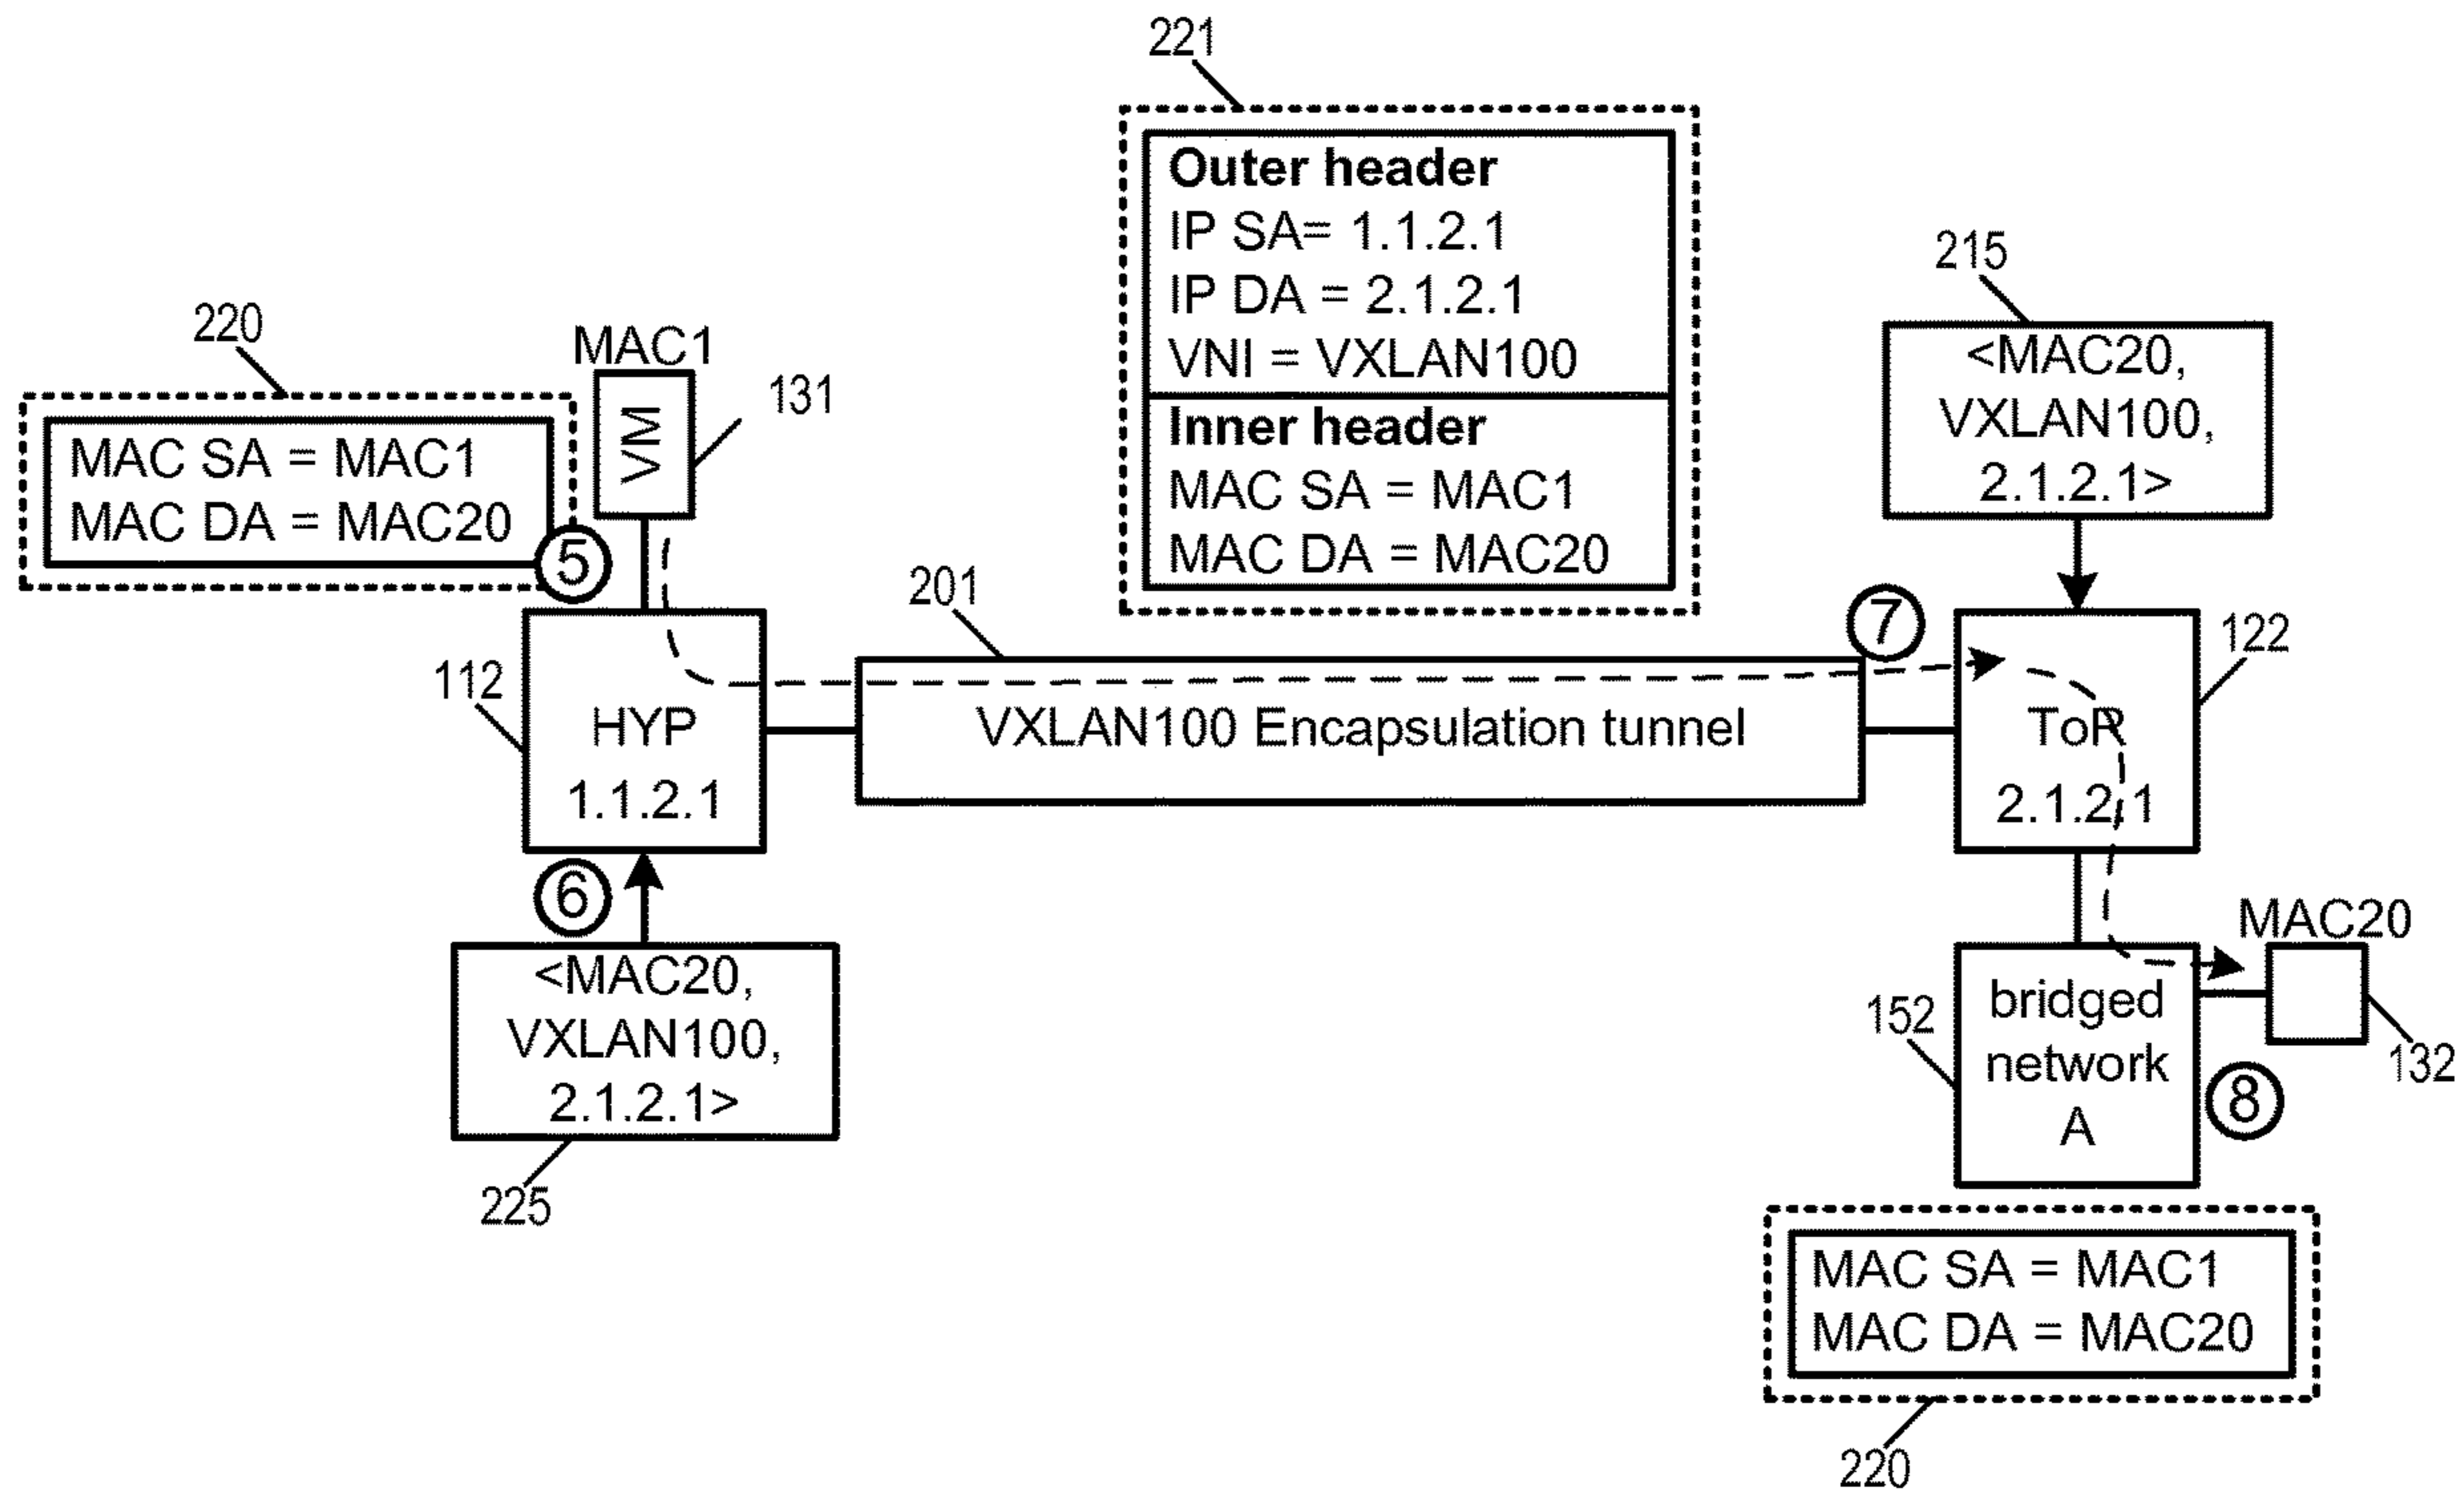 221
Outer header
IP SA= 1.1.2.1
IP DA = 2.1.2.1
VNI = VXLAN100
Inner header
MAC SA = MAC1
MAC DA = MAC20
220
MAC SA = MAC1
MAC DA = MAC20
5
MAC1
VM
131
215
<MAC20,
VXLAN100,
2.1.2.1>
201
7
112
HYP
1.1.2.1
VXLAN100 Encapsulation tunnel
ToR
2.1.2.1
122
6
<MAC20,
VXLAN100,
2.1.2.1>
225
MAC20
132
152
bridged
network
A
8
MAC SA = MAC1
MAC DA = MAC20
220